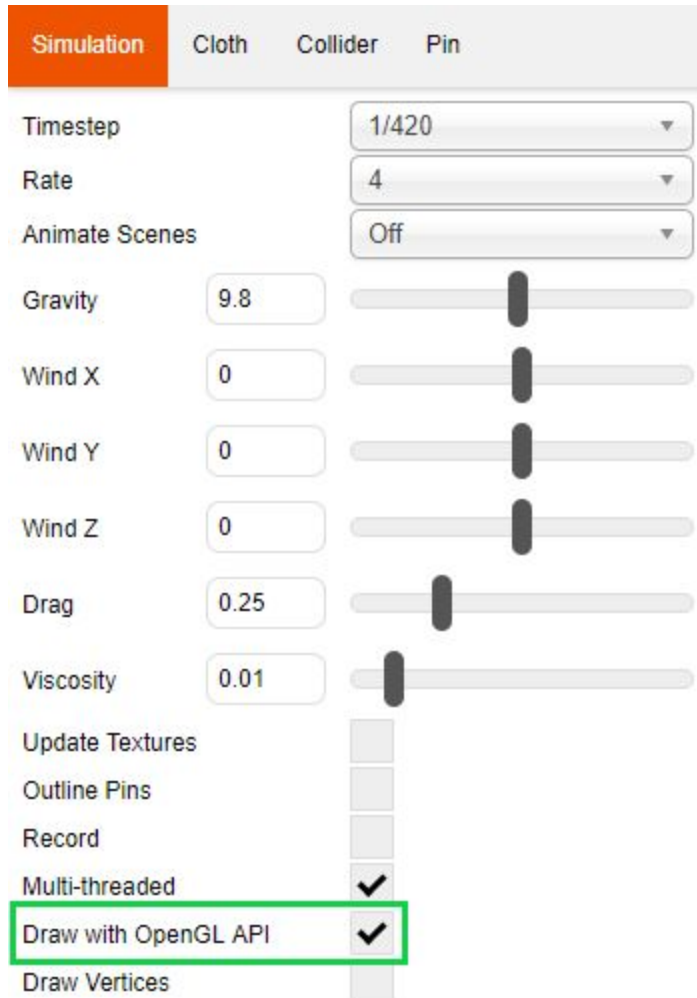 Simulation Cloth Collider Pin
Timestep 1/420
Rate 4
Animate Scenes Off
Gravity 9.8
Wind X 0
Wind Y 0
Wind Z 0
Drag 0.25
Viscosity 0.01
Update Textures
Outline Pins
Record
Multi-threaded
Draw with OpenGL API
Draw Vertices